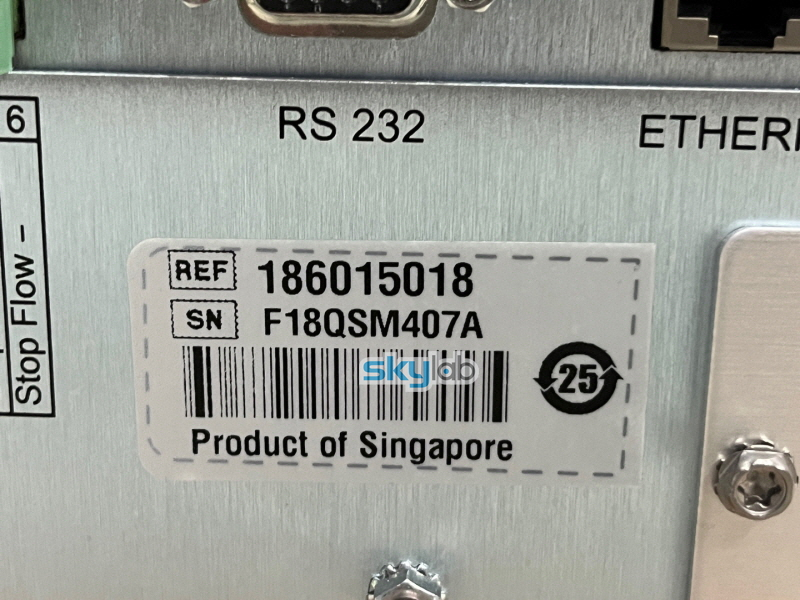 RS 232
6
Stop Flow –
REF 186015018
SN F18QSM407A
skylab
25
Product of Singapore